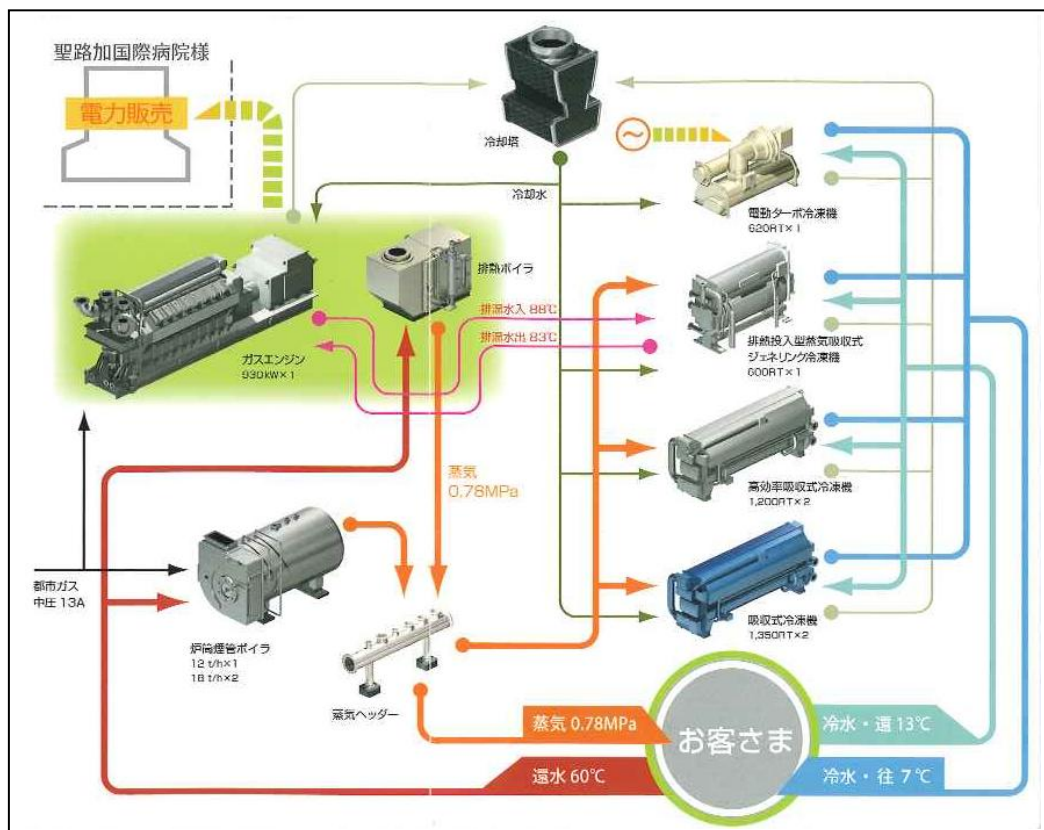 聖路加国際病院様
電力販売
冷却塔
冷却水
電動ターボ冷凍機
620RT×1
排熱ボイラ
ガスエンジン
930kW×1
排温水入 88℃
排温水出 83℃
排熱投入型蒸気吸収式
ジェネリンク冷凍機
600RT×1
蒸気
0.78MPa
高効率吸収式冷凍機
1,200RT×2
都市ガス
中圧 13A
炉筒煙管ボイラ
12 t/h×1
18 t/h×2
吸収式冷凍機
1,350RT×2
蒸気ヘッダー
蒸気 0.78MPa
還水 60℃
お客さま
冷水・還 13℃
冷水・往 7℃